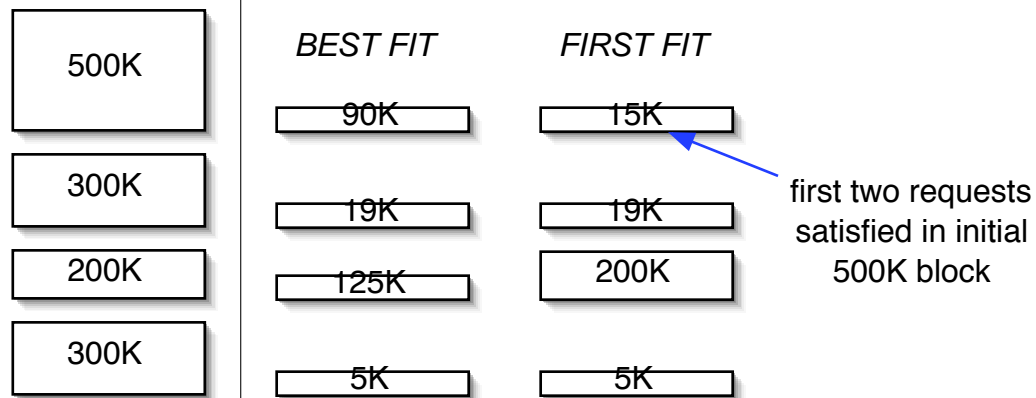 500K
300K
200K
300K
BEST FIT
FIRST FIT
90K
15K
19K
19K
125K
200K
5K
5K
first two requests
satisfied in initial
500K block